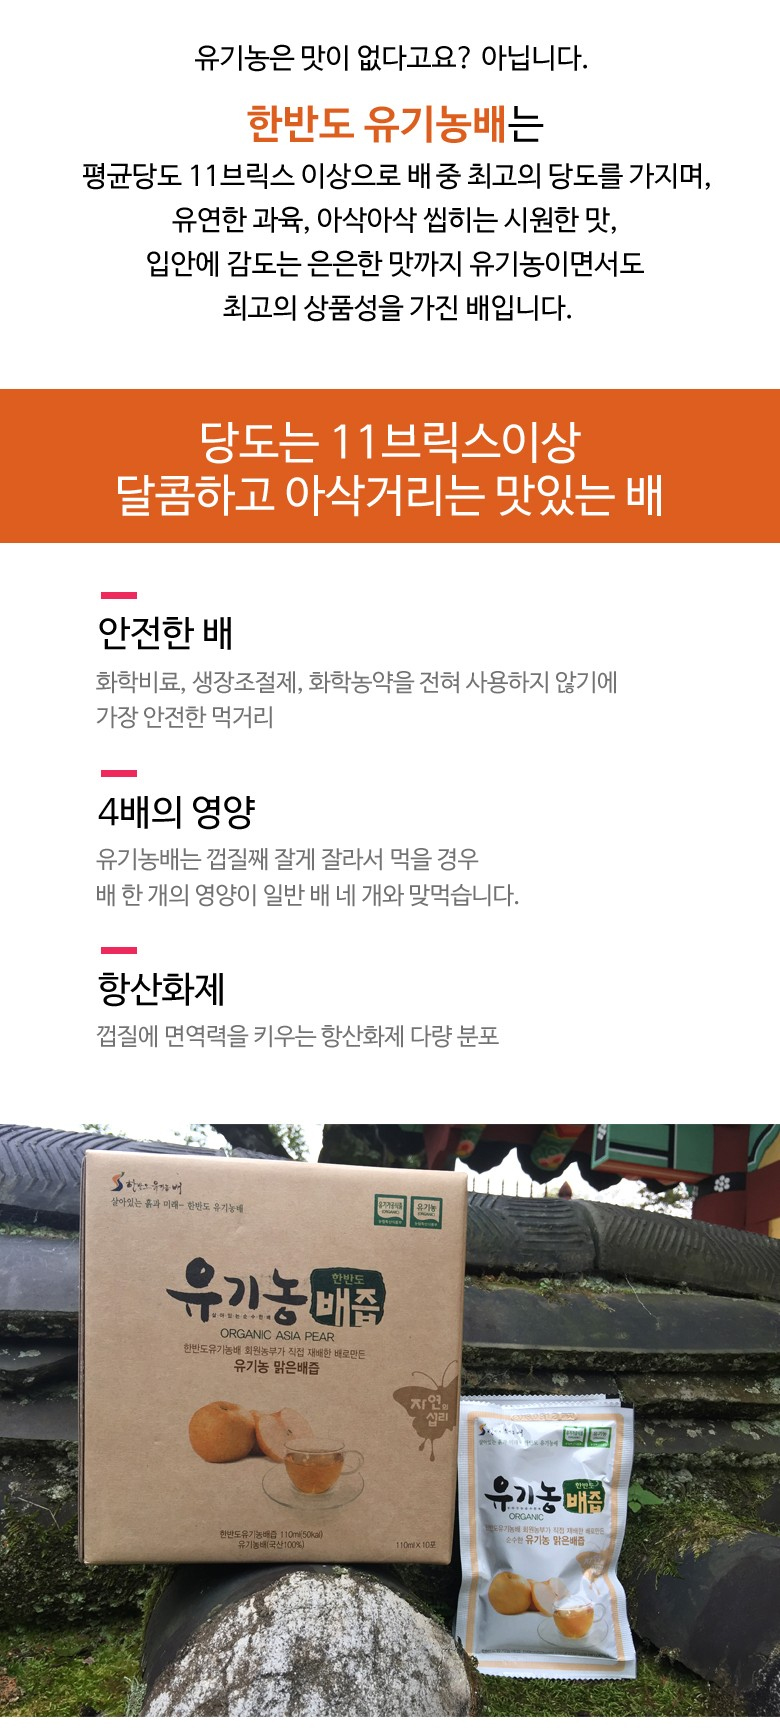 유기농은 맛이 없다고요? 아닙니다.
한반도 유기농배는
평균당도 11브릭스 이상으로 배 중 최고의 당도를 가지며,
유연한 과육, 아삭아삭 씹히는 시원한 맛,
입안에 감도는 은은한 맛까지 유기농이면서도
최고의 상품성을 가진 배입니다.
당도는 11브릭스이상
달콤하고 아삭거리는 맛있는 배
안전한 배
화학비료, 생장조절제, 화학농약을 전혀 사용하지 않기에
가장 안전한 먹거리
4배의 영양
유기농배는 껍질째 잘게 잘라서 먹을 경우
배 한 개의 영양이 일반 배 네 개와 맞먹습니다.
항산화제
껍질에 면역력을 키우는 항산화제 다량 분포
한반도유기농배
살아있는 흙과 미래- 한반도 유기농배
유기가공식품
(ORGANIC)
유기농
(ORGANIC)
유기농
한반도
배즙
ORGANIC ASIA PEAR
한반도유기농배 회원농부가 직접 재배한 배로만든
유기농 맑은배즙
자연의
섭리
한반도유기농배즙 110ml(50kal)
유기농배(국산100%)
110ml X 10포
유기농
한반도
배즙
ORGANIC
한반도유기농배 회원농부가 직접 재배한 배로만든
순수한 유기농 맑은배즙